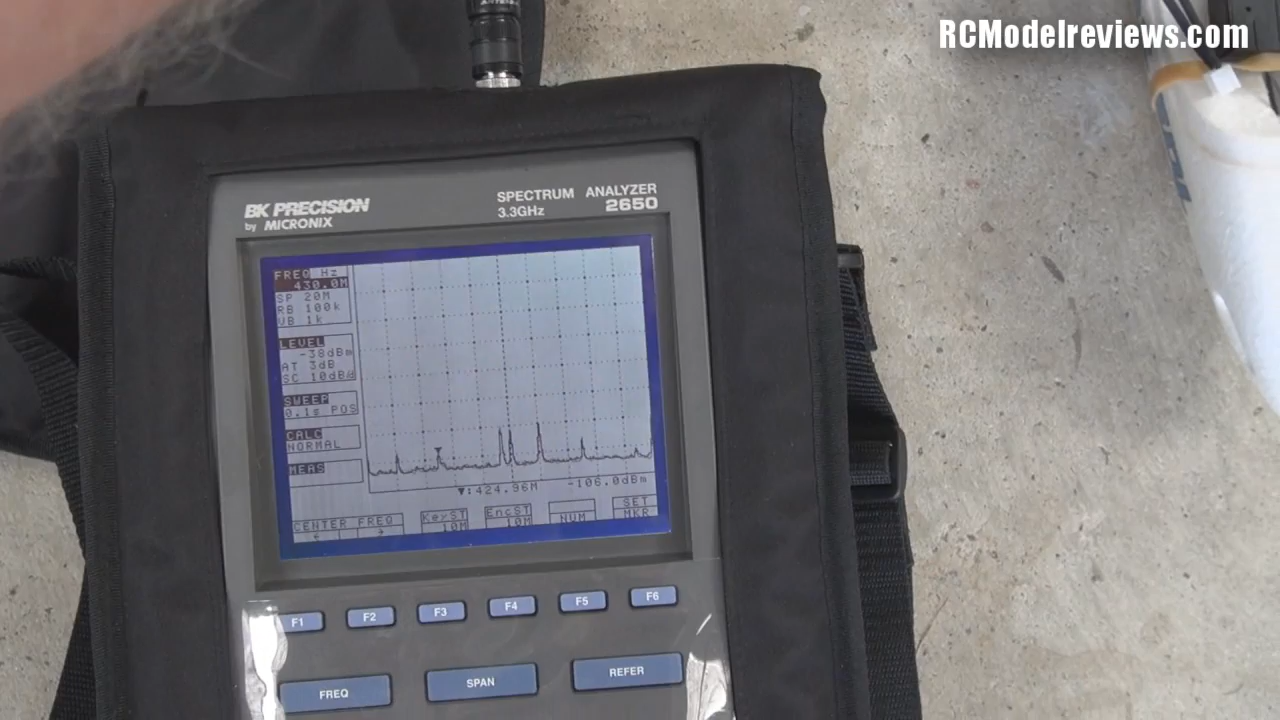 RCModelreviews.com
ANTENNA
BK PRECISION
by MICRONIX
SPECTRUM ANALYZER
3.3GHz 2650
FREQ Hz
430.0M
SP 20M
RB 100k
VB 1k
LEVEL
-38dBm
AT 3dB
SC 10dB/d
SWEEP
0.1s POS
CALC
NORMAL
MEAS
▼:424.96M -106.0dBm
CENTER FREQ
← →
KeyST
10M
EncST
10M
NUM
SET
MKR
F1 F2 F3 F4 F5 F6
FREQ SPAN REFER